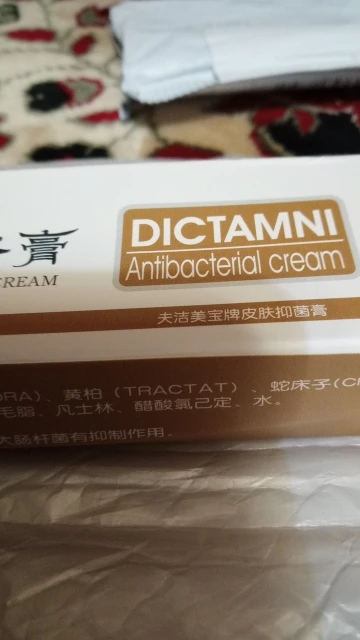 膏
CREAM
DICTAMNI
Antibacterial cream
夫洁美宝牌皮肤抑菌膏
ORA)、黄柏（TRACTAT）、蛇床子(C
毛脂、凡士林、醋酸氯己定、水。
大肠杆菌有抑制作用。